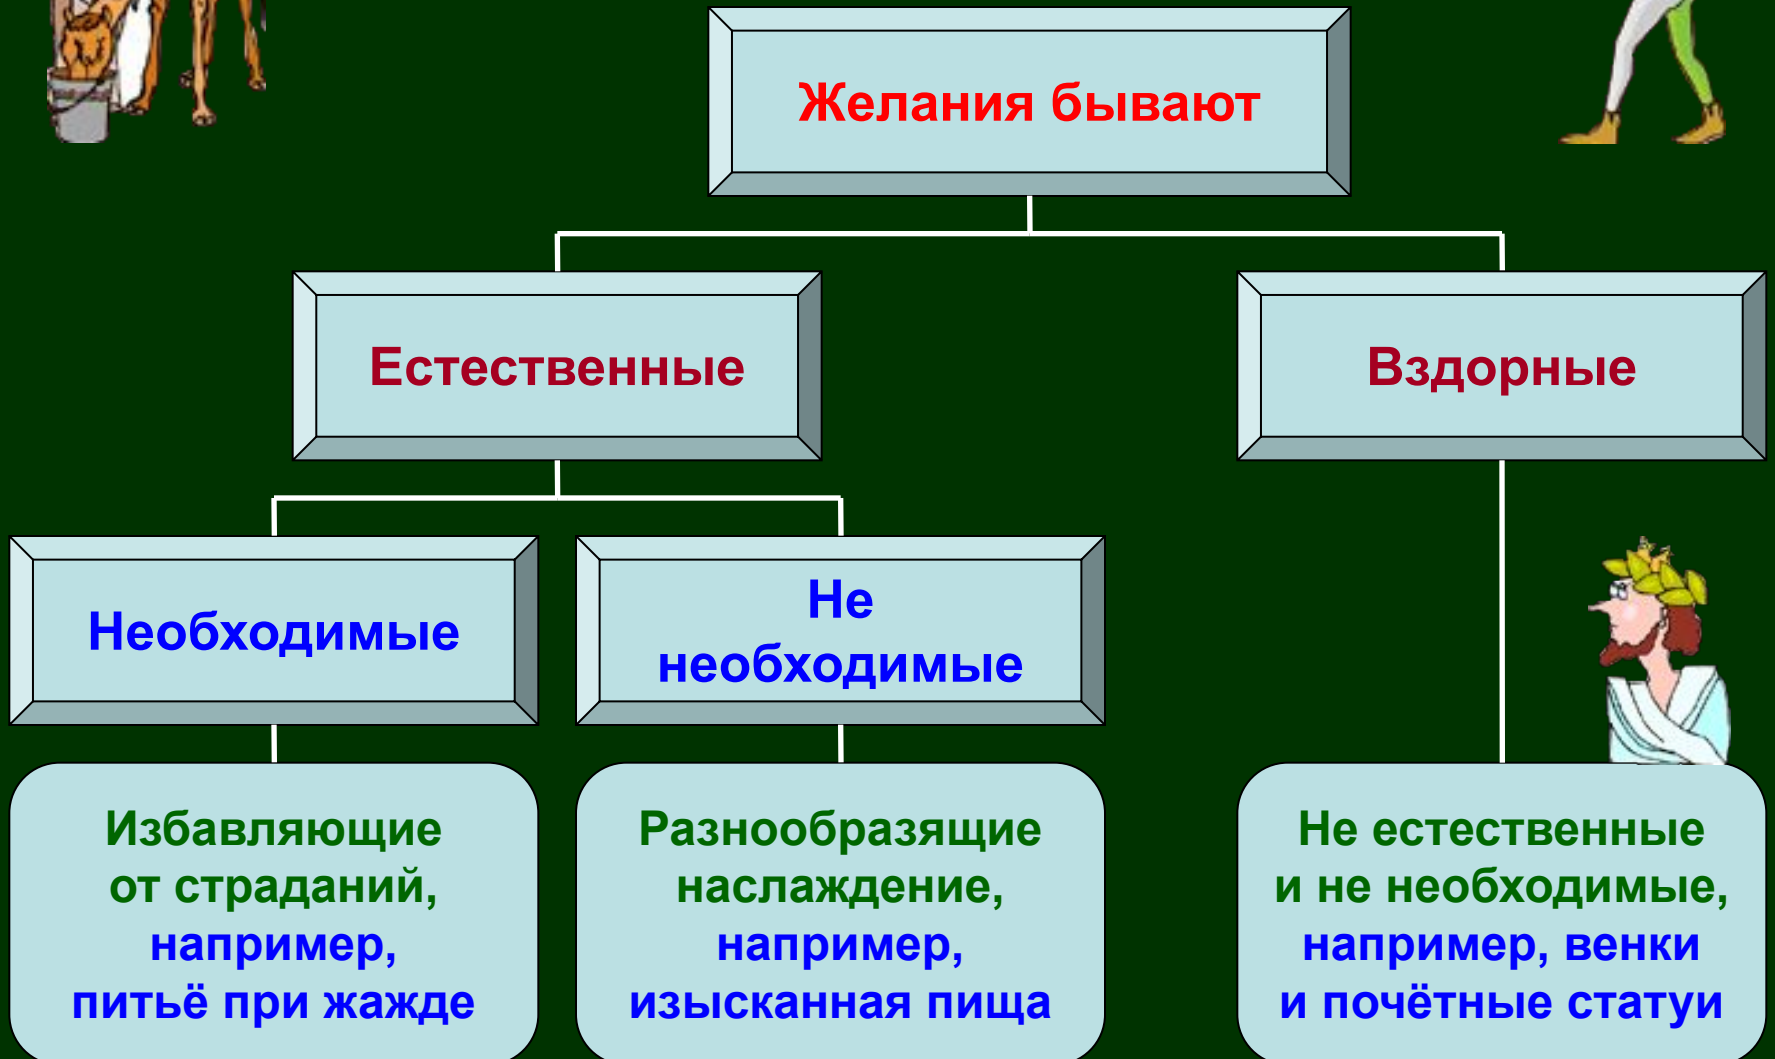 Желания бывают
Естественные
Вздорные
Необходимые
Не
необходимые
Избавляющие
от страданий,
например,
питьё при жажде
Разнообразящие
наслаждение,
например,
изысканная пища
Не естественные
и не необходимые,
например, венки
и почётные статуи